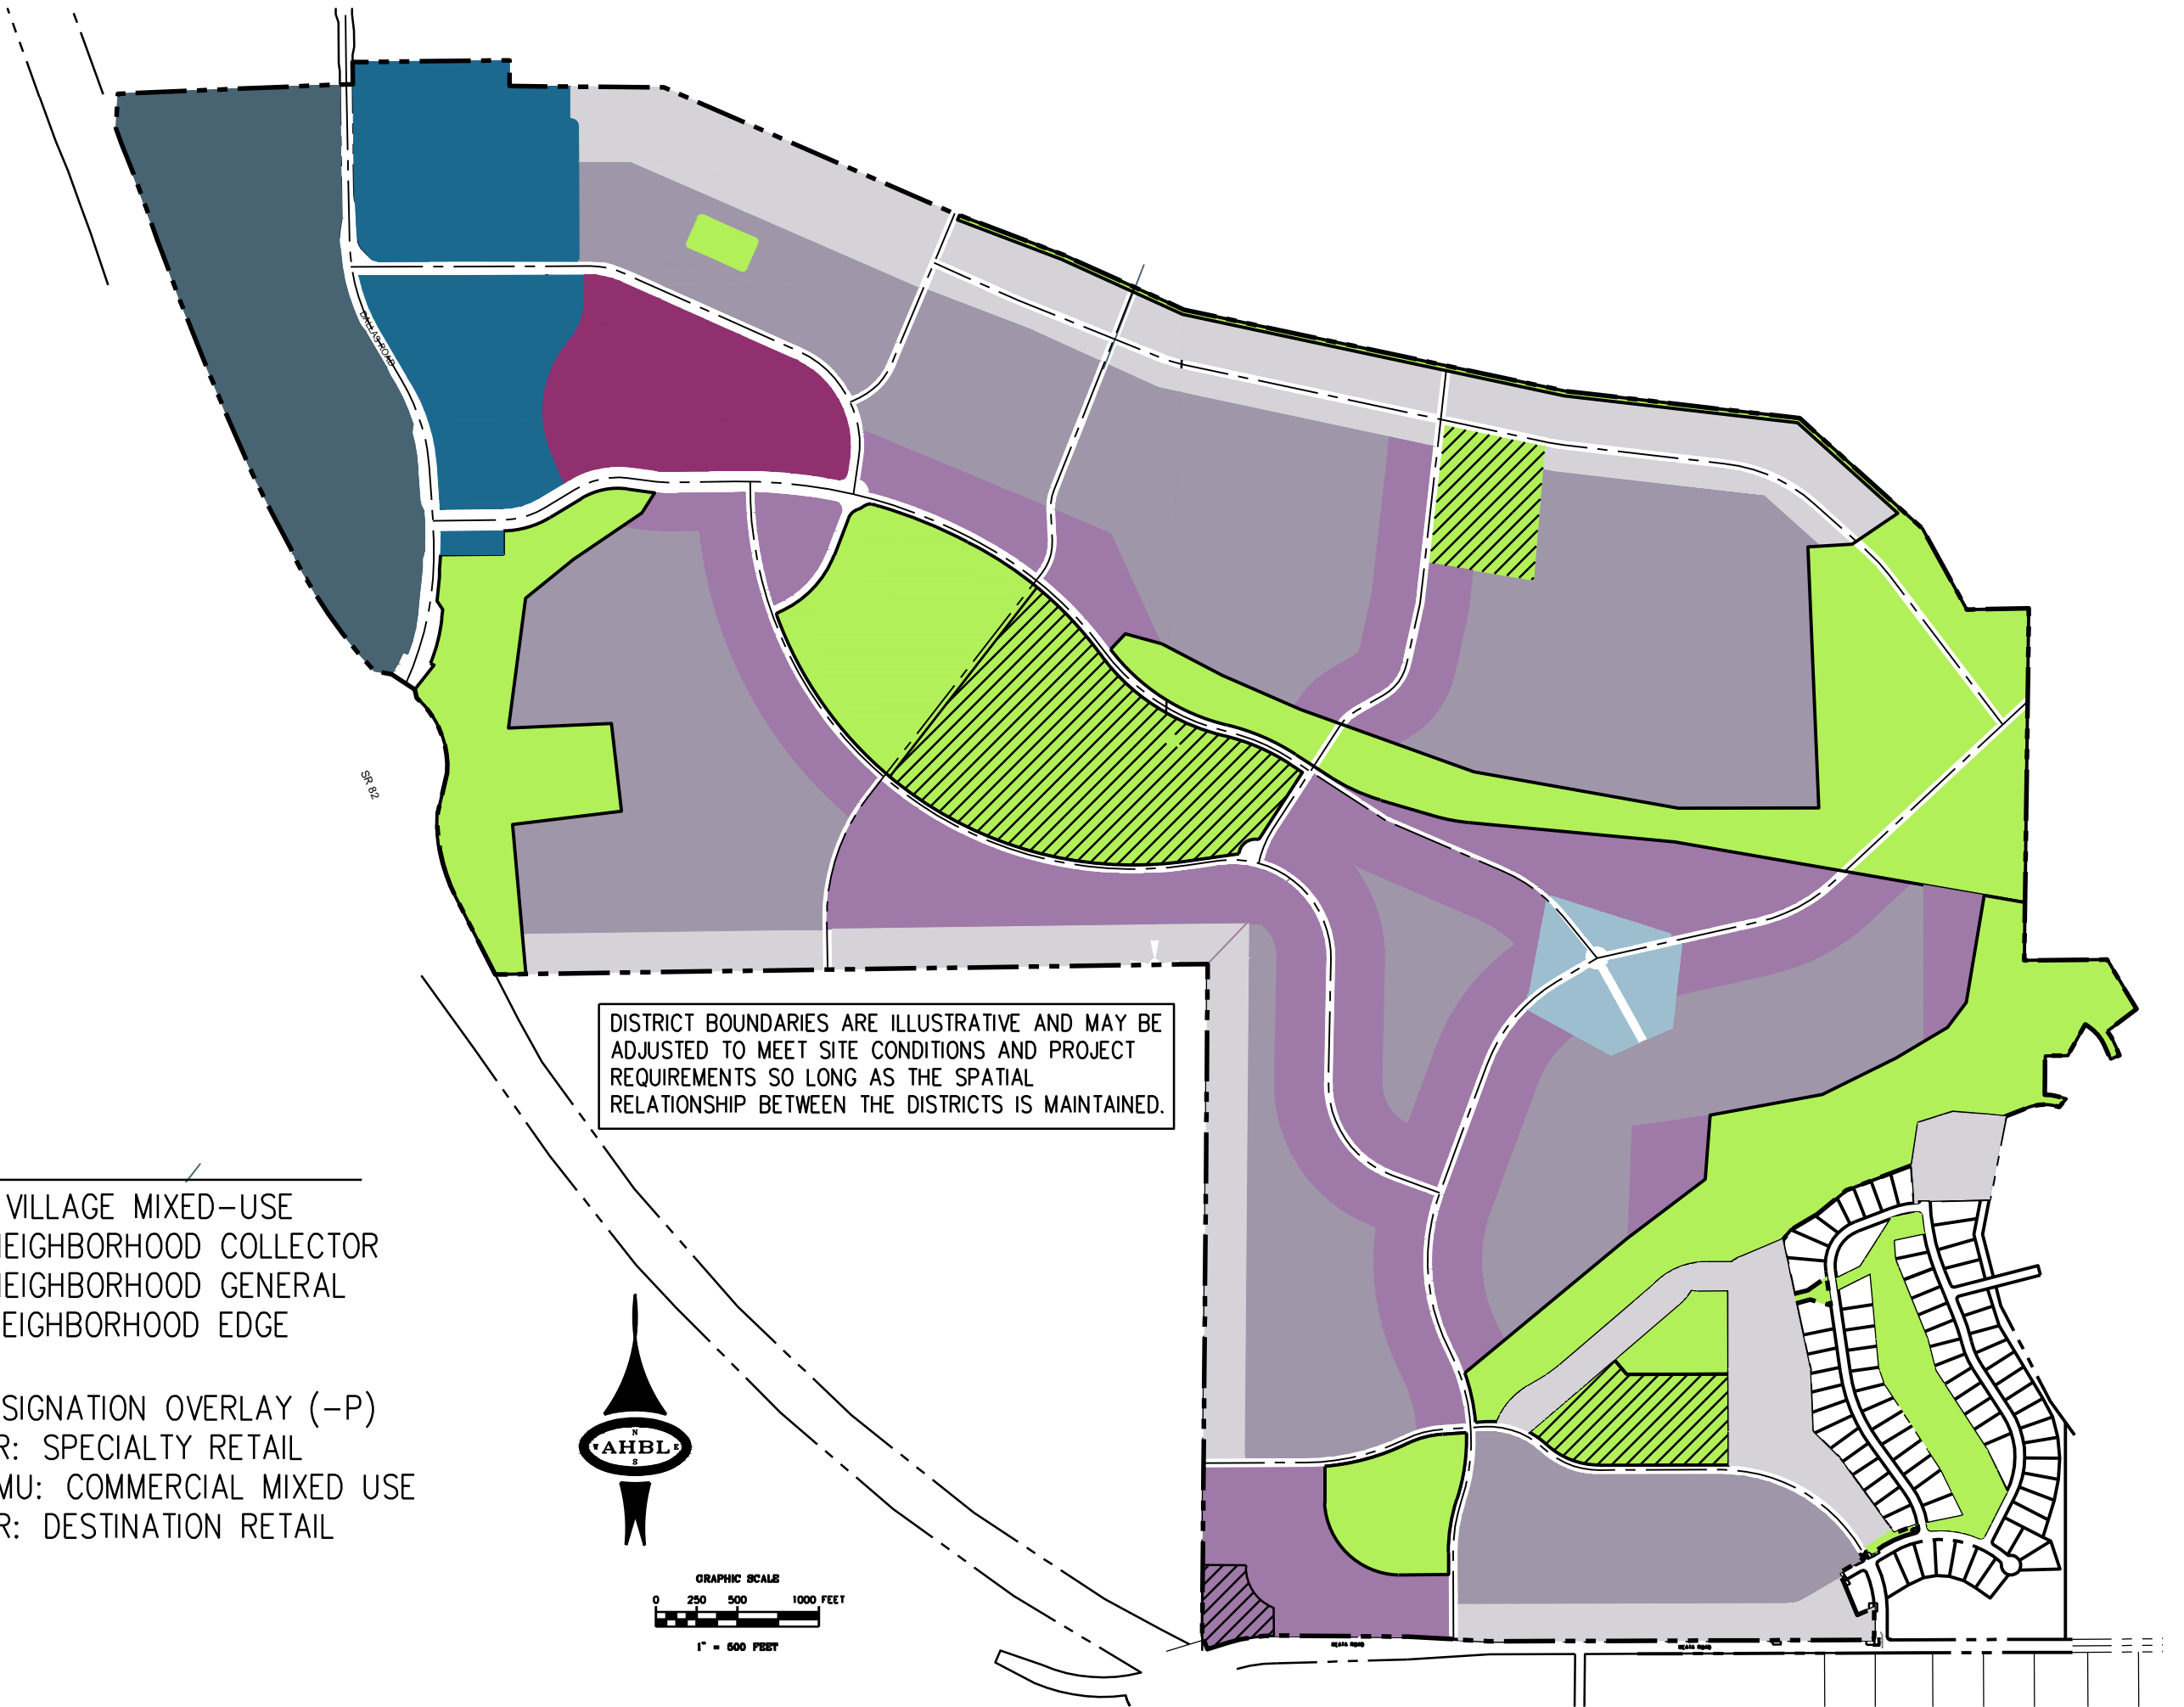 DALLAS ROAD
SR 82
DISTRICT BOUNDARIES ARE ILLUSTRATIVE AND MAY BE
ADJUSTED TO MEET SITE CONDITIONS AND PROJECT
REQUIREMENTS SO LONG AS THE SPATIAL
RELATIONSHIP BETWEEN THE DISTRICTS IS MAINTAINED.
VILLAGE MIXED-USE
EIGHBORHOOD COLLECTOR
EIGHBORHOOD GENERAL
EIGHBORHOOD EDGE
SIGNATION OVERLAY (-P)
R: SPECIALTY RETAIL
MU: COMMERCIAL MIXED USE
R: DESTINATION RETAIL
N
W AHBL E
S
GRAPHIC SCALE
0 250 500 1000 FEET
1" = 500 FEET